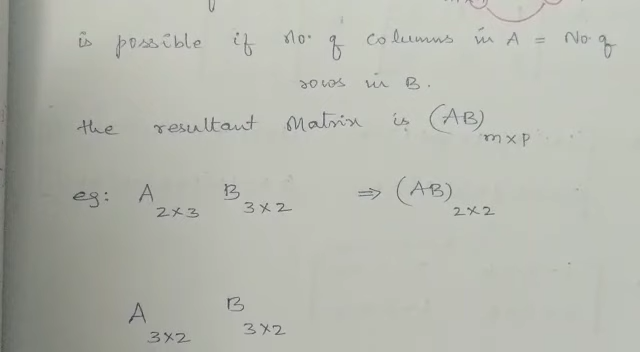 is possible if No. of columns in A = No of
rows in B.
the resultant Matrix is (AB)m×p
eg: A2×3 B3×2 ⇒ (AB)2×2
A3×2 B3×2